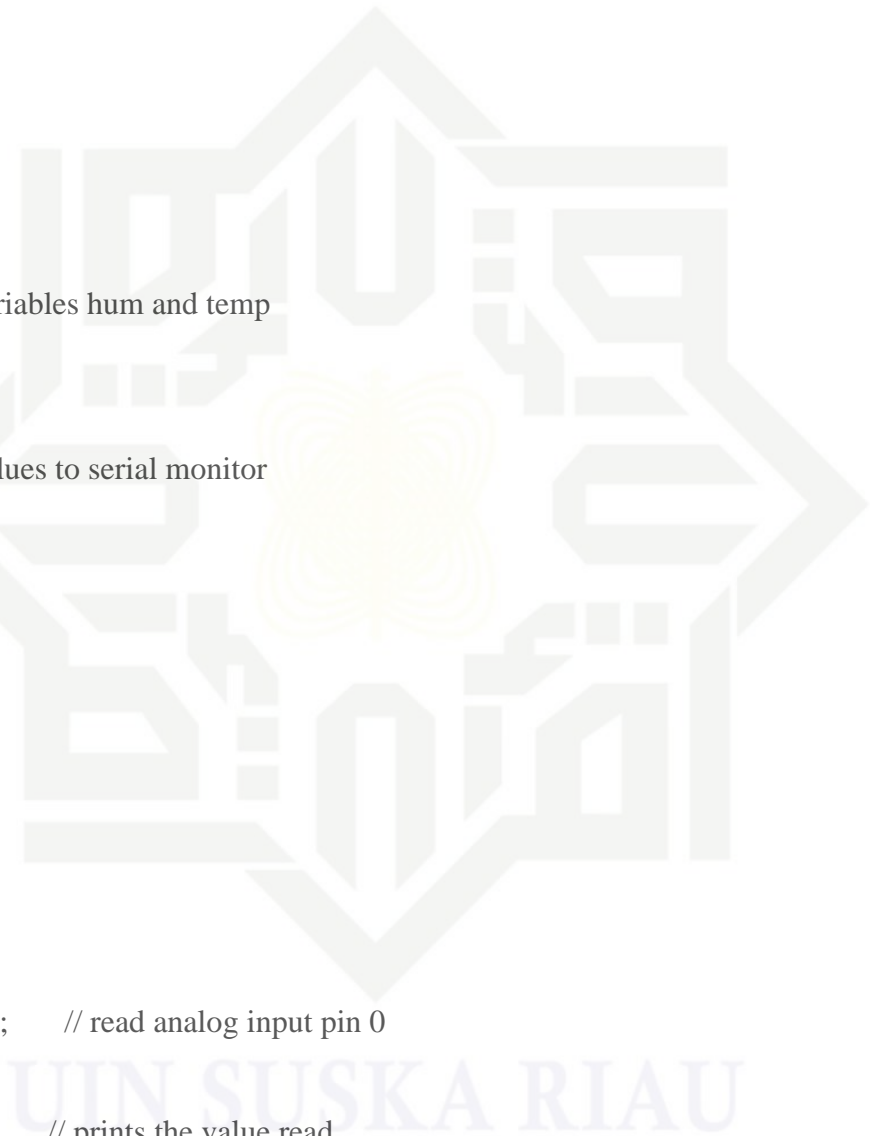 riables hum and temp
lues to serial monitor
; // read analog input pin 0
UIN SUSKA RIAU
// prints the value read